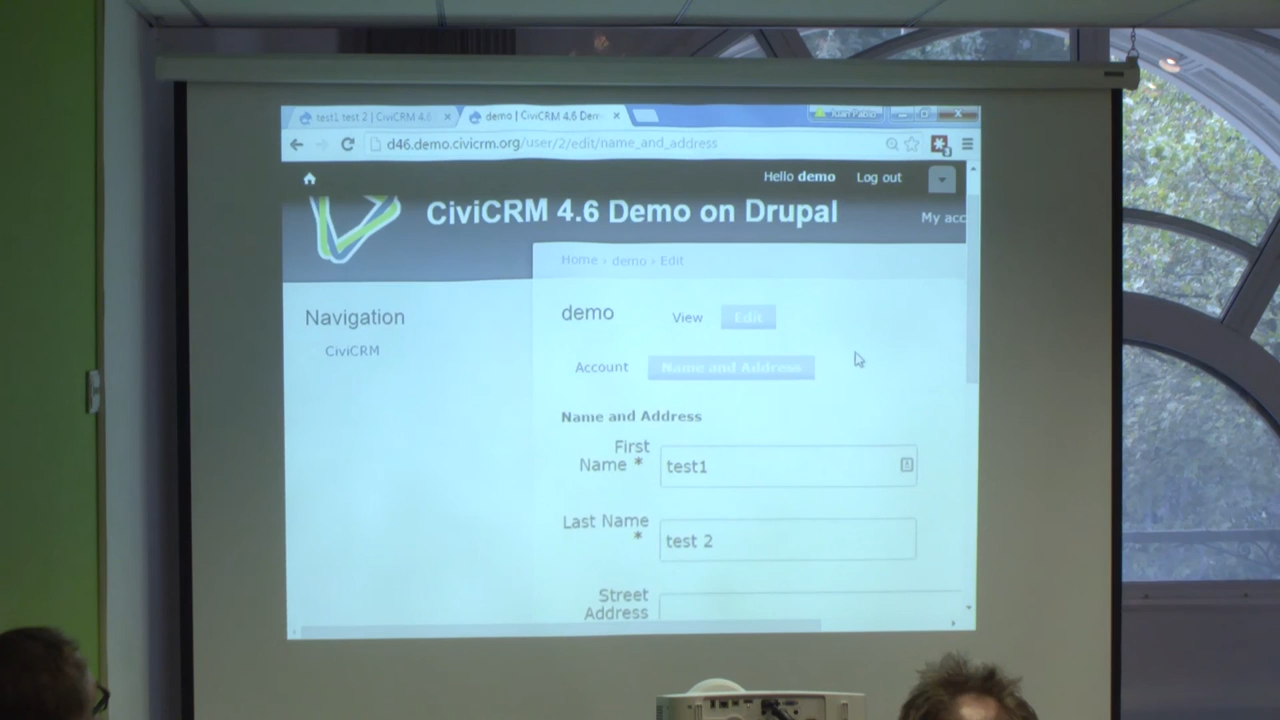 test1 test 2 | CiviCRM 4.6
demo | CiviCRM 4.6 Dem
Juan Pablo
d46.demo.civicrm.org/user/2/edit/name_and_address
Hello demo Log out
CiviCRM 4.6 Demo on Drupal
My acc
Home › demo › Edit
Navigation
CiviCRM
demo View Edit
Account Name and Address
Name and Address
First
Name *
test1
Last Name
*
test 2
Street
Address